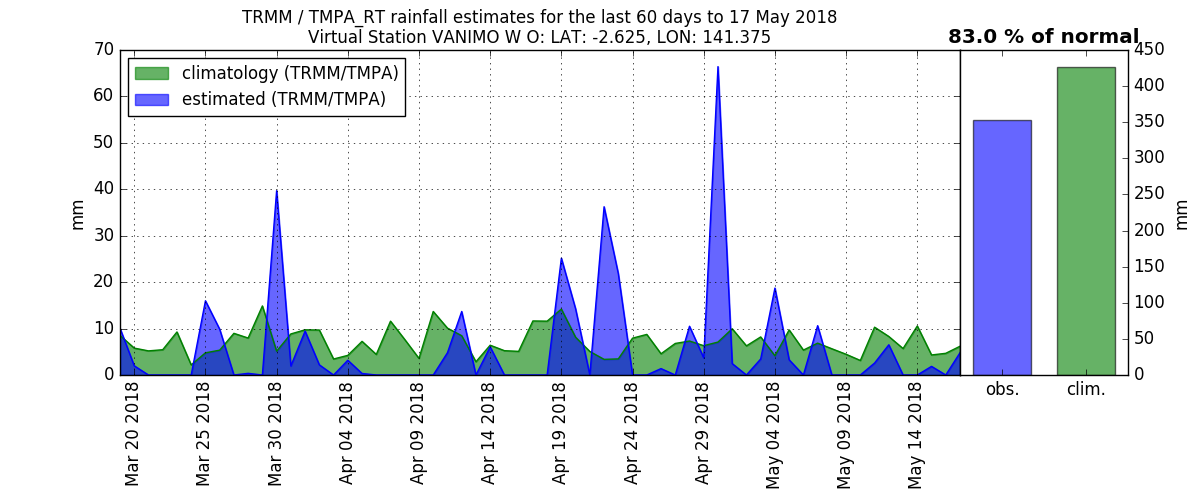 TRMM / TMPA_RT rainfall estimates for the last 60 days to 17 May 2018
Virtual Station VANIMO W O: LAT: -2.625, LON: 141.375
83.0 % of normal
climatology (TRMM/TMPA)
estimated (TRMM/TMPA)
mm
70
60
50
40
30
20
10
0
Mar 20 2018
Mar 25 2018
Mar 30 2018
Apr 04 2018
Apr 09 2018
Apr 14 2018
Apr 19 2018
Apr 24 2018
Apr 29 2018
May 04 2018
May 09 2018
May 14 2018
obs.
clim.
450
400
350
300
250
200
150
100
50
0
mm